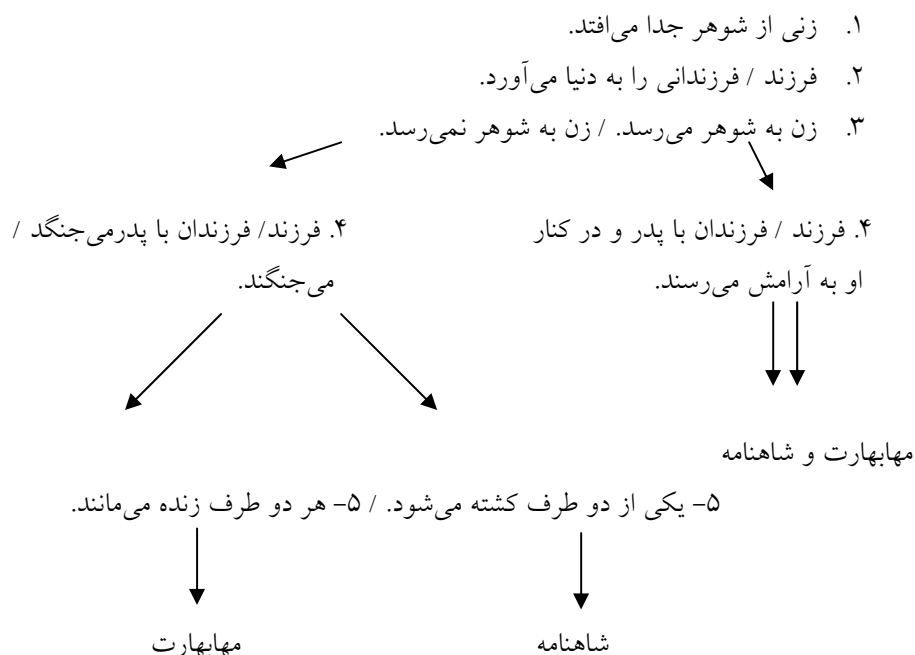 ۱. زنی از شوهر جدا می‌افتد.
۲. فرزند / فرزندانی را به دنیا می‌آورد.
۳. زن به شوهر می‌رسد. / زن به شوهر نمی‌رسد.
۴. فرزند / فرزندان با پدر و در کنار
او به آرامش می‌رسند.
۴. فرزند/ فرزندان با پدرمی‌جنگد /
می‌جنگند.
مهابهارت و شاهنامه
۵- یکی از دو طرف کشته می‌شود. / ۵- هر دو طرف زنده می‌مانند.
شاهنامه
مهابهارت